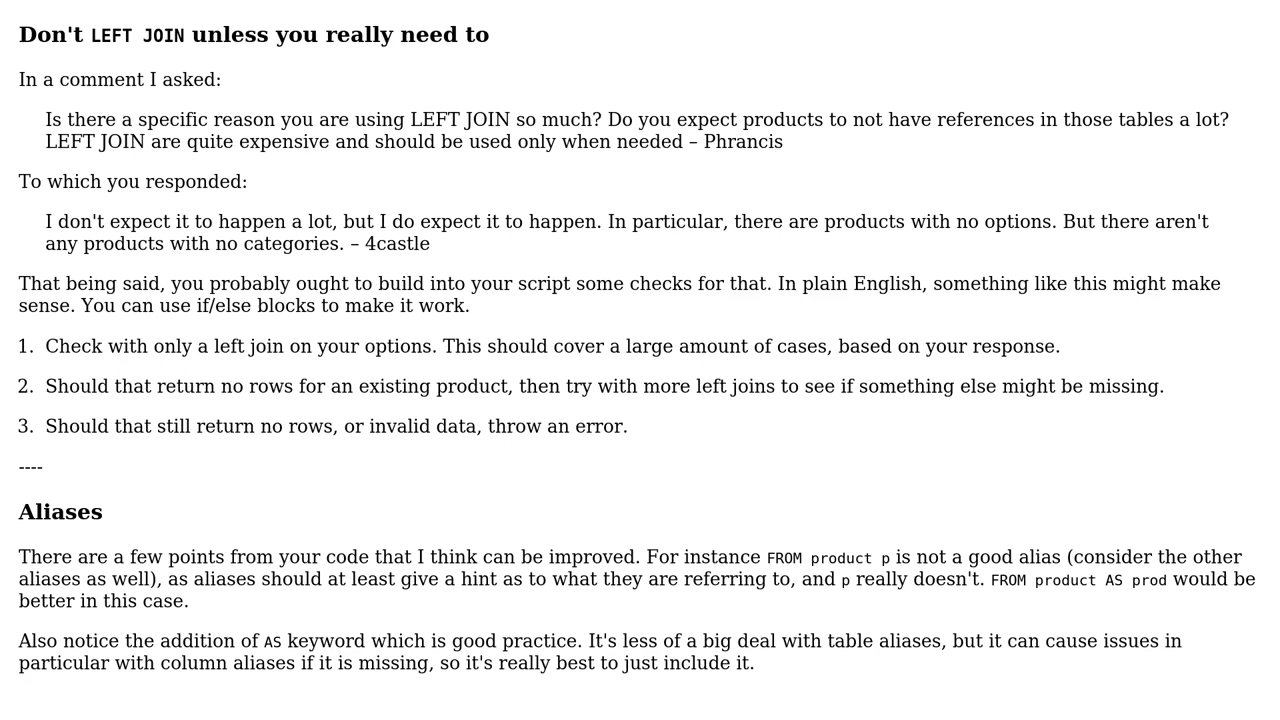 Don't LEFT JOIN unless you really need to
In a comment I asked:
Is there a specific reason you are using LEFT JOIN so much? Do you expect products to not have references in those tables a lot?
LEFT JOIN are quite expensive and should be used only when needed – Phrancis
To which you responded:
I don't expect it to happen a lot, but I do expect it to happen. In particular, there are products with no options. But there aren't
any products with no categories. – 4castle
That being said, you probably ought to build into your script some checks for that. In plain English, something like this might make
sense. You can use if/else blocks to make it work.
1. Check with only a left join on your options. This should cover a large amount of cases, based on your response.
2. Should that return no rows for an existing product, then try with more left joins to see if something else might be missing.
3. Should that still return no rows, or invalid data, throw an error.
----
Aliases
There are a few points from your code that I think can be improved. For instance FROM product p is not a good alias (consider the other
aliases as well), as aliases should at least give a hint as to what they are referring to, and p really doesn't. FROM product AS prod would be
better in this case.
Also notice the addition of AS keyword which is good practice. It's less of a big deal with table aliases, but it can cause issues in
particular with column aliases if it is missing, so it's really best to just include it.